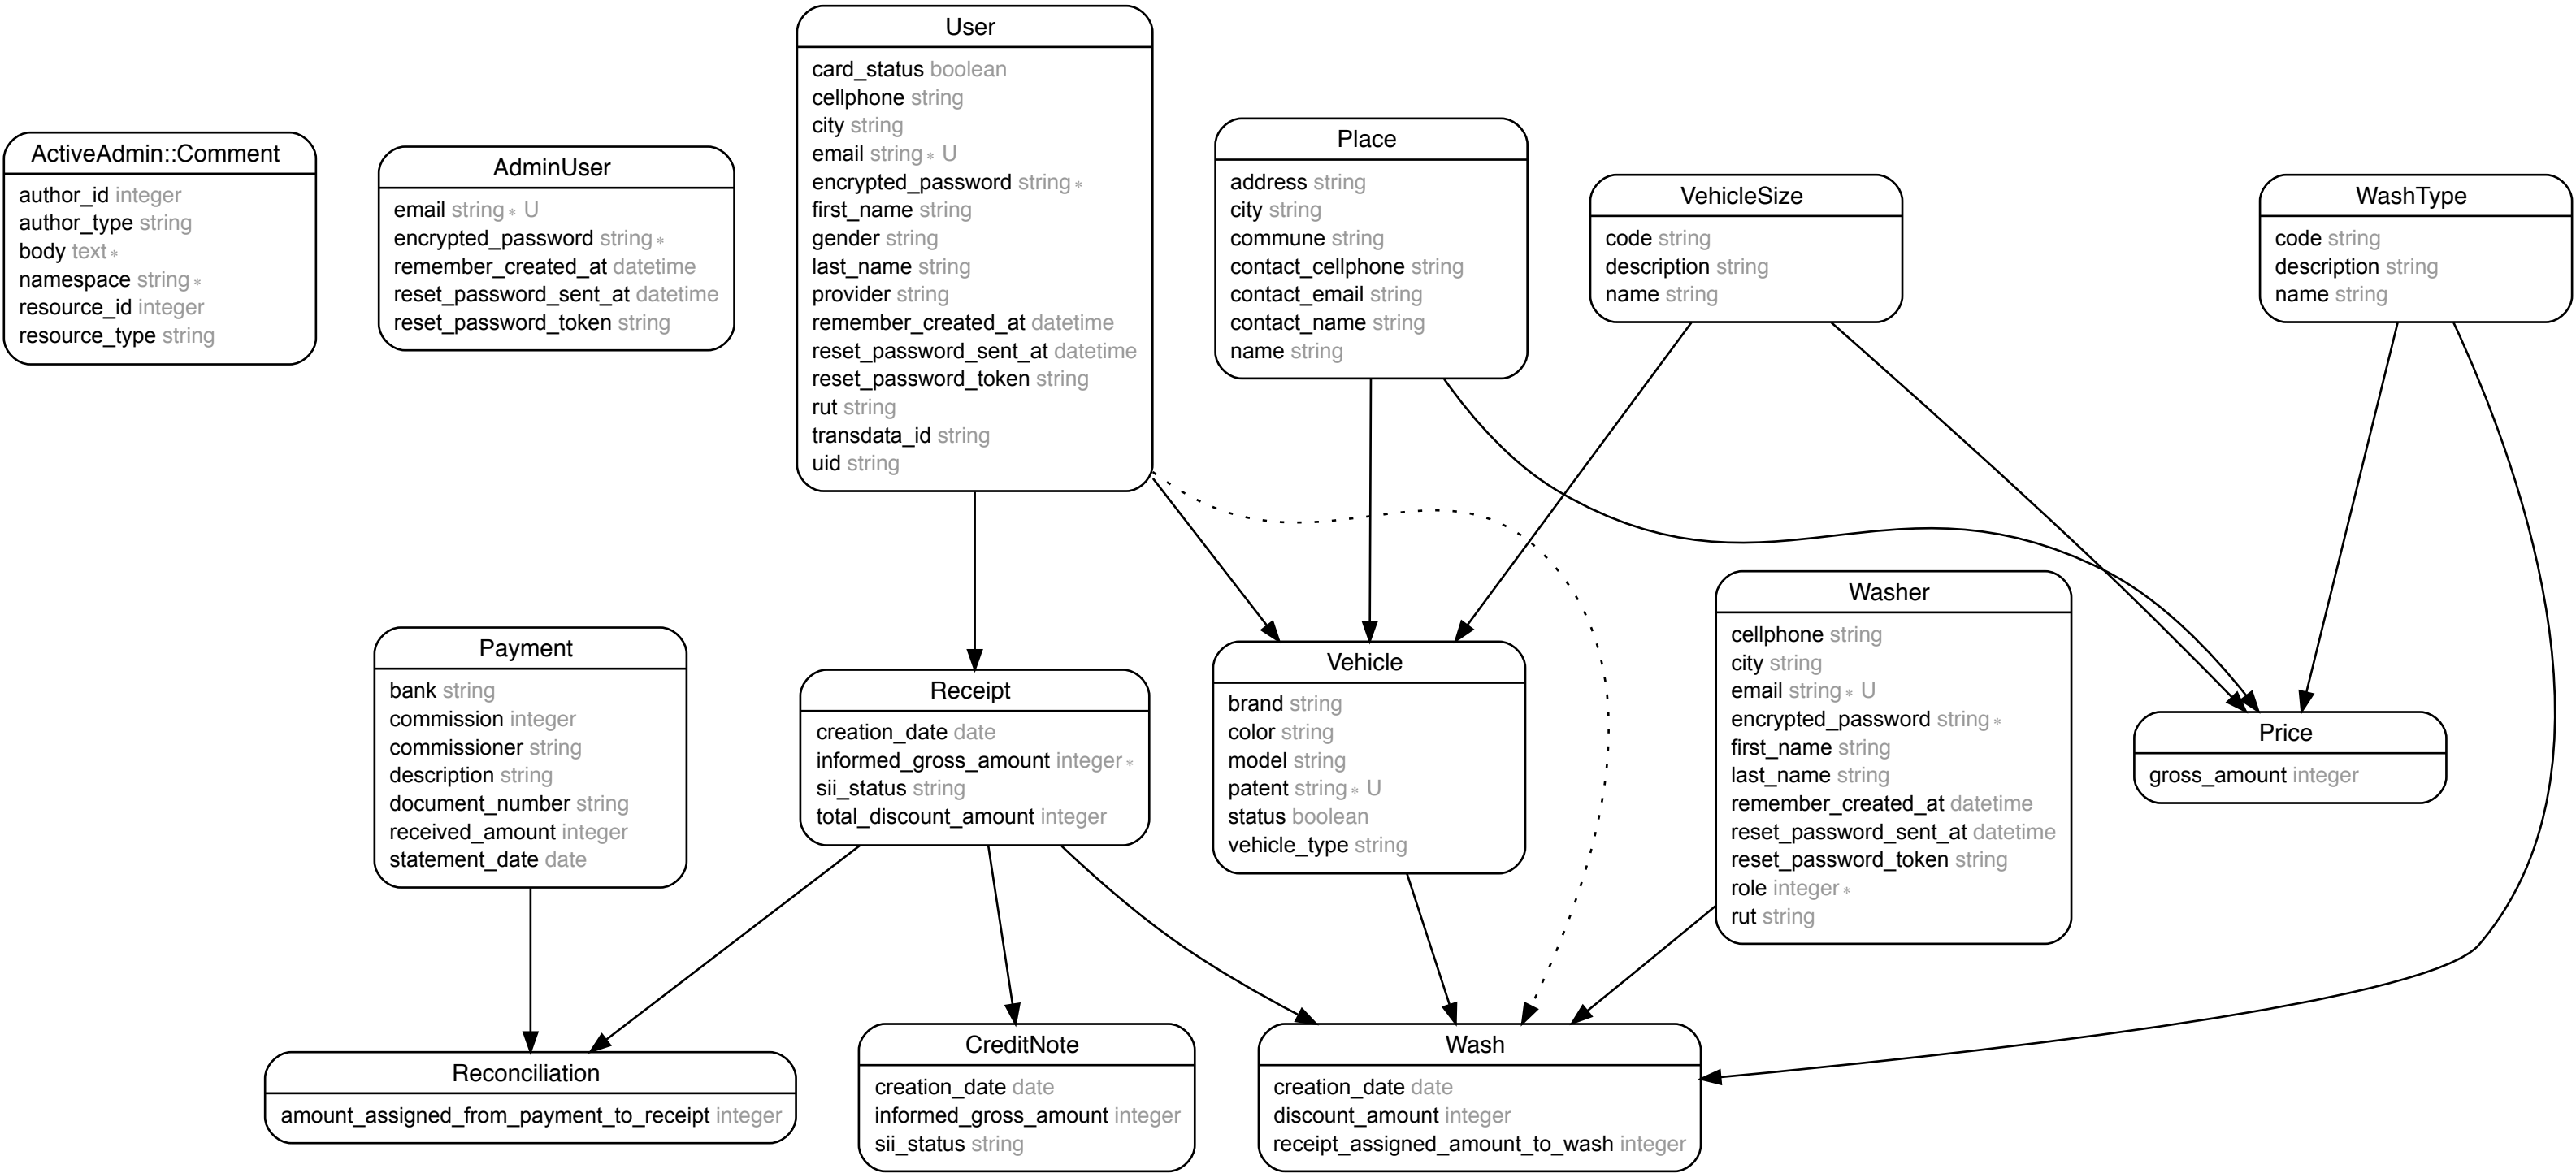 User
card_status boolean
cellphone string
city string
email string∗ U
encrypted_password string∗
first_name string
gender string
last_name string
provider string
remember_created_at datetime
reset_password_sent_at datetime
reset_password_token string
rut string
transdata_id string
uid string
Place
address string
city string
commune string
contact_cellphone string
contact_email string
contact_name string
name string
ActiveAdmin::Comment
author_id integer
author_type string
body text∗
namespace string∗
resource_id integer
resource_type string
AdminUser
email string∗ U
encrypted_password string∗
remember_created_at datetime
reset_password_sent_at datetime
reset_password_token string
VehicleSize
code string
description string
name string
WashType
code string
description string
name string
Washer
cellphone string
city string
email string∗ U
encrypted_password string∗
first_name string
last_name string
remember_created_at datetime
reset_password_sent_at datetime
reset_password_token string
role integer∗
rut string
Payment
bank string
commission integer
commissioner string
description string
document_number string
received_amount integer
statement_date date
Receipt
creation_date date
informed_gross_amount integer∗
sii_status string
total_discount_amount integer
Vehicle
brand string
color string
model string
patent string∗ U
status boolean
vehicle_type string
Price
gross_amount integer
Reconciliation
amount_assigned_from_payment_to_receipt integer
CreditNote
creation_date date
informed_gross_amount integer
sii_status string
Wash
creation_date date
discount_amount integer
receipt_assigned_amount_to_wash integer